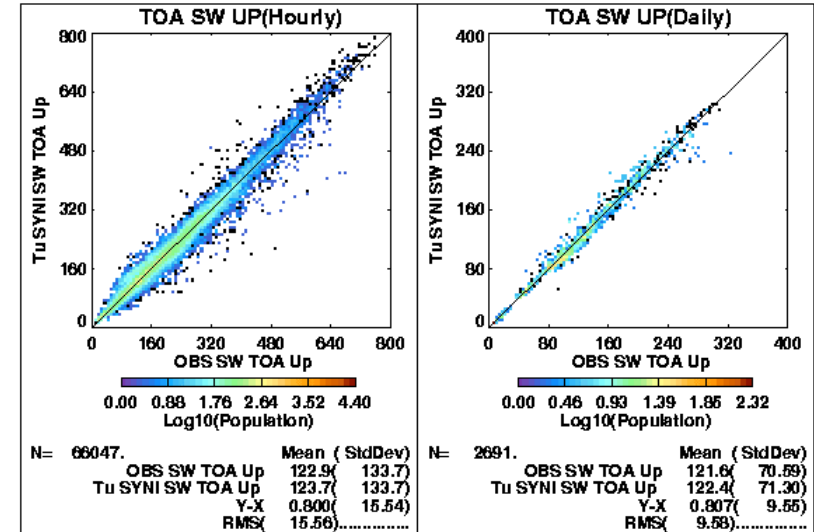 TOA SW UP(Hourly)
800
640
480
320
160
0
Tu SYNI SW TOA Up
0 160 320 480 640 800
OBS SW TOA Up
0.00 0.88 1.76 2.64 3.52 4.40
Log10(Population)
N= 66047. Mean ( StdDev)
OBS SW TOA Up 122.9( 133.7)
Tu SYNI SW TOA Up 123.7( 133.7)
Y-X 0.800( 15.54)
RMS( 15.56)...............
TOA SW UP(Daily)
400
320
240
160
80
0
Tu SYNI SW TOA Up
0 80 160 240 320 400
OBS SW TOA Up
0.00 0.46 0.93 1.39 1.85 2.32
Log10(Population)
N= 2691. Mean ( StdDev)
OBS SW TOA Up 121.6( 70.59)
Tu SYNI SW TOA Up 122.4( 71.30)
Y-X 0.807( 9.55)
RMS( 9.58)...............